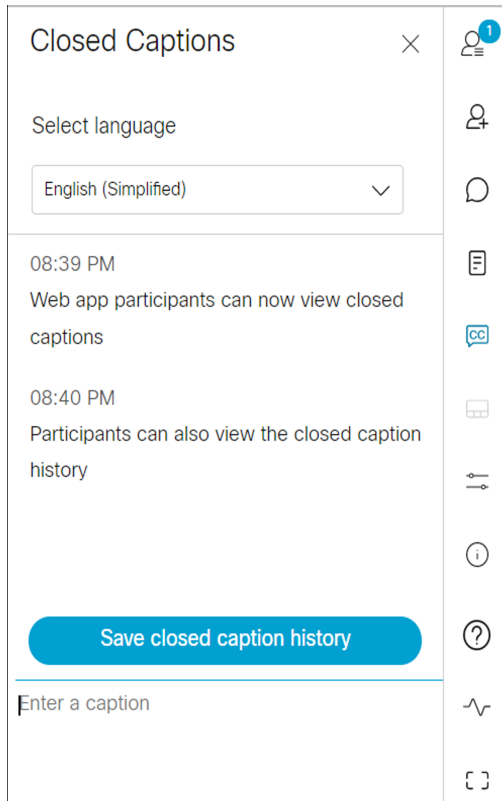 Closed Captions
1
Select language
English (Simplified)
08:39 PM
Web app participants can now view closed
captions
CC
08:40 PM
Participants can also view the closed caption
history
Save closed caption history
Enter a caption